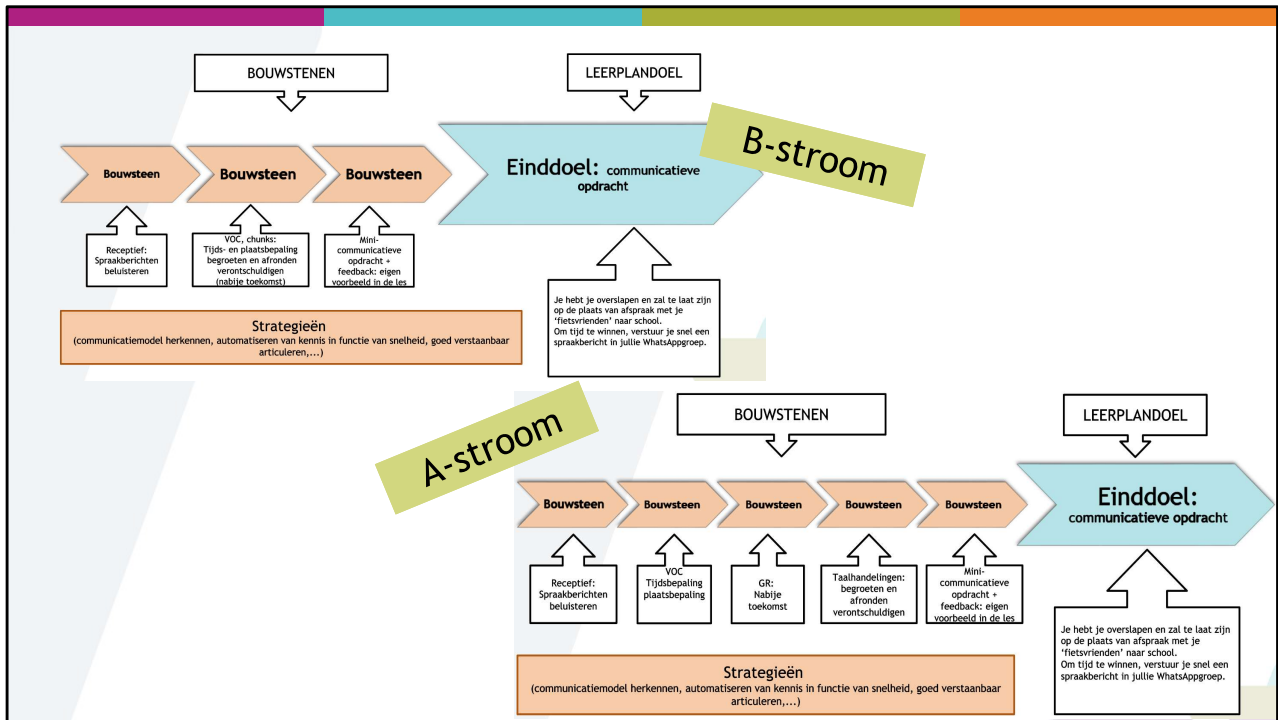 BOUWSTENEN
LEERPLANDOEL
B-stroom
Bouwsteen
Bouwsteen
Bouwsteen
Einddoel: communicatieve
opdracht
Receptief:
Spraakberichten
beluisteren
VOC, chunks:
Tijds- en plaatsbepaling
begroeten en afronden
verontschuldigen
(nabije toekomst)
Mini-
communicatieve
opdracht +
feedback: eigen
voorbeeld in de les
Je hebt je overslapen en zal te laat zijn
op de plaats van afspraak met je
‘fietsvrienden’ naar school.
Om tijd te winnen, verstuur je snel een
spraakbericht in jullie WhatsAppgroep.
Strategieën
(communicatiemodel herkennen, automatiseren van kennis in functie van snelheid, goed verstaanbaar
articuleren,...)
A-stroom
BOUWSTENEN
LEERPLANDOEL
Bouwsteen
Bouwsteen
Bouwsteen
Bouwsteen
Bouwsteen
Einddoel:
communicatieve opdracht
Receptief:
Spraakberichten
beluisteren
VOC
Tijdsbepaling
plaatsbepaling
GR:
Nabije
toekomst
Taalhandelingen:
begroeten en
afronden
verontschuldigen
Mini-
communicatieve
opdracht +
feedback: eigen
voorbeeld in de les
Je hebt je overslapen en zal te laat zijn
op de plaats van afspraak met je
‘fietsvrienden’ naar school.
Om tijd te winnen, verstuur je snel een
spraakbericht in jullie WhatsAppgroep.
Strategieën
(communicatiemodel herkennen, automatiseren van kennis in functie van snelheid, goed verstaanbaar
articuleren,...)